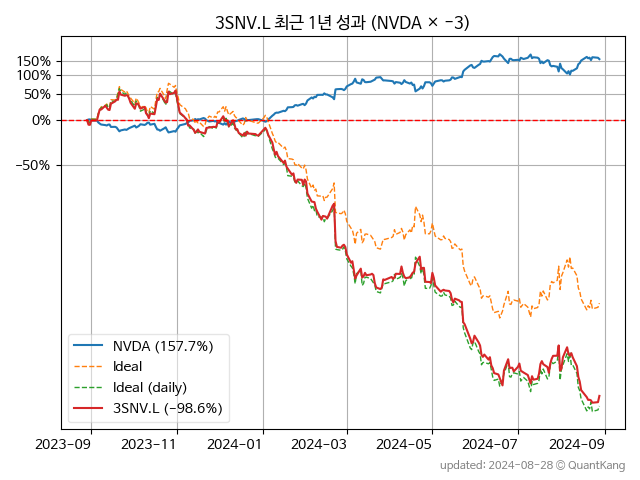 3SNV.L 최근 1년 성과 (NVDA × −3)
150%
100%
50%
0%
−50%
NVDA (157.7%)
Ideal
Ideal (daily)
3SNV.L (−98.6%)
2023-09
2023-11
2024-01
2024-03
2024-05
2024-07
2024-09
updated: 2024-08-28 © QuantKang